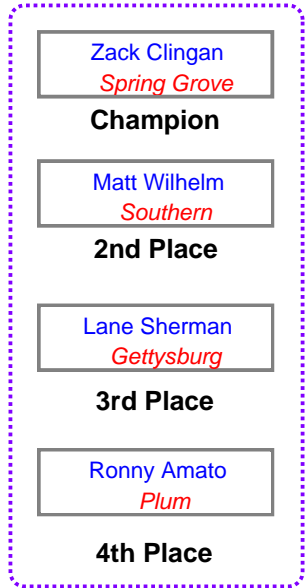 Zack Clingan
Spring Grove
Champion
Matt Wilhelm
Southern
2nd Place
Lane Sherman
Gettysburg
3rd Place
Ronny Amato
Plum
4th Place